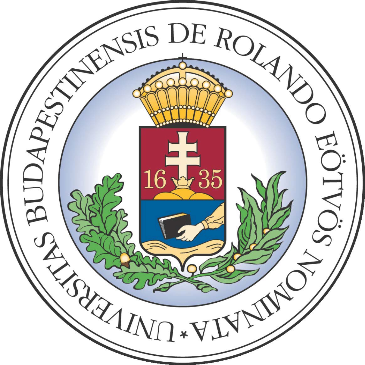 UNIVERSITAS BUDAPESTINENSIS DE ROLANDO EÖTVÖS NOMINATA
16 35